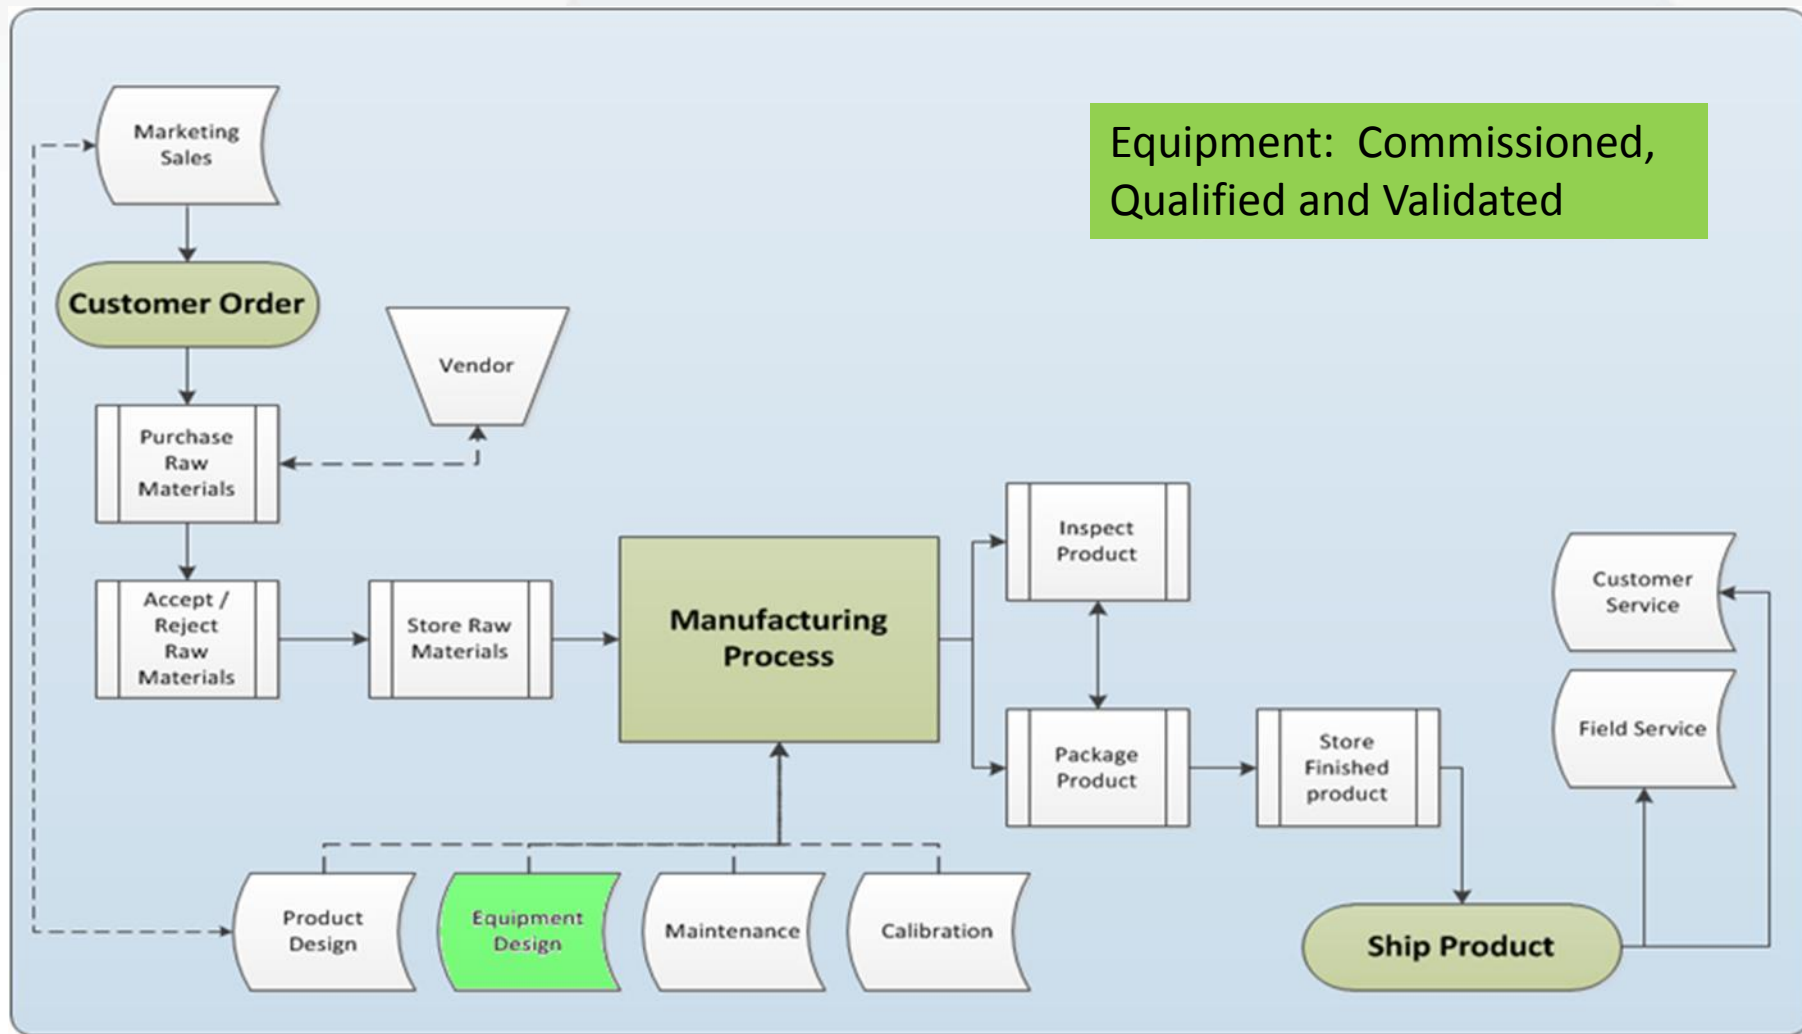 Marketing
Sales
Equipment:  Commissioned,
Qualified and Validated
Customer Order
Vendor
Purchase
Raw
Materials
Accept /
Reject
Raw
Materials
Store Raw
Materials
Manufacturing
Process
Inspect
Product
Package
Product
Store
Finished
product
Customer
Service
Field Service
Product
Design
Equipment
Design
Maintenance
Calibration
Ship Product